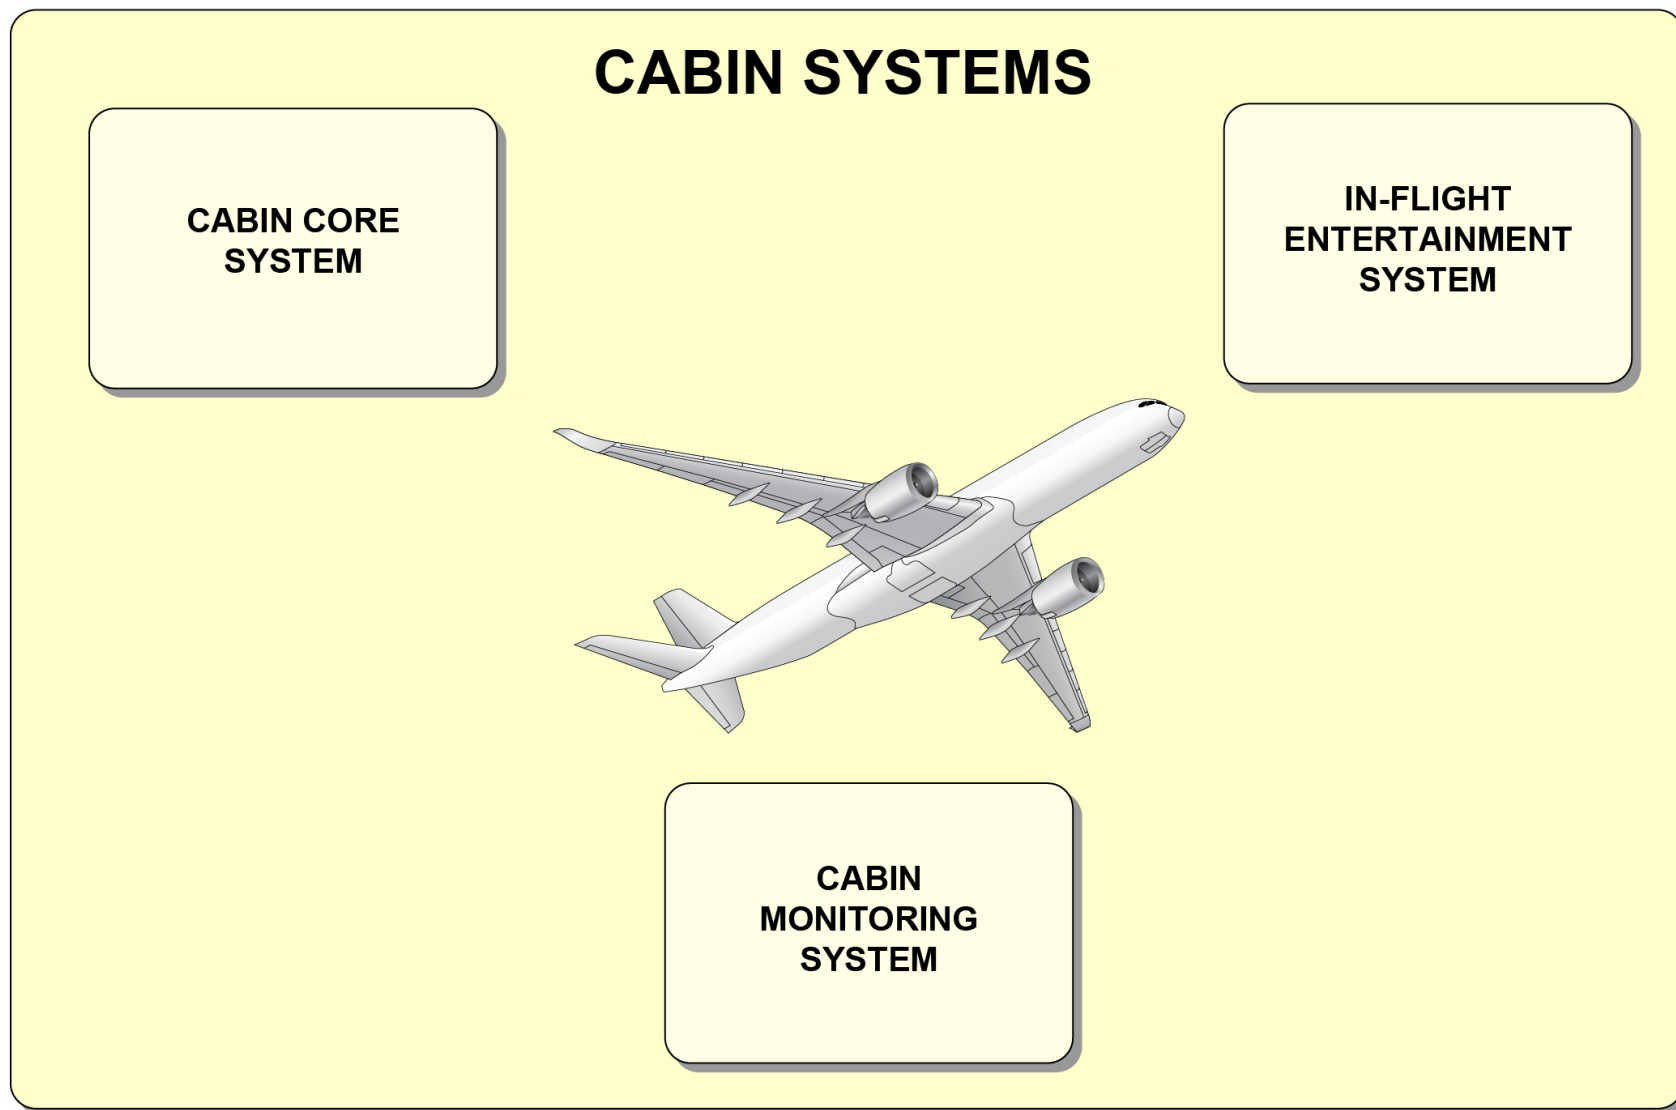 CABIN SYSTEMS
CABIN CORE
SYSTEM
IN-FLIGHT
ENTERTAINMENT
SYSTEM
CABIN
MONITORING
SYSTEM